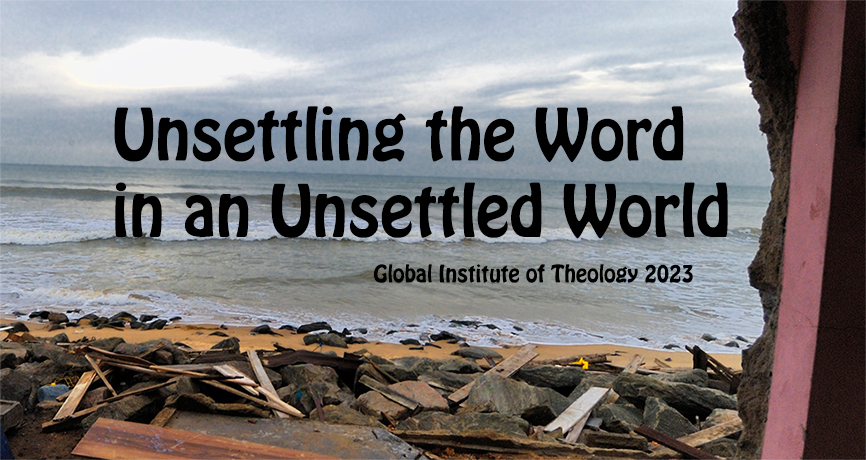 Unsettling the Word
in an Unsettled World
Global Institute of Theology 2023